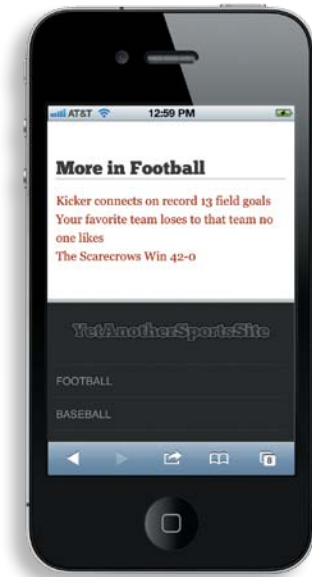 AT&T 12:59 PM
More in Football
Kicker connects on record 13 field goals
Your favorite team loses to that team no
one likes
The Scarecrows Win 42-0
YetAnotherSportsSite
FOOTBALL
BASEBALL
8